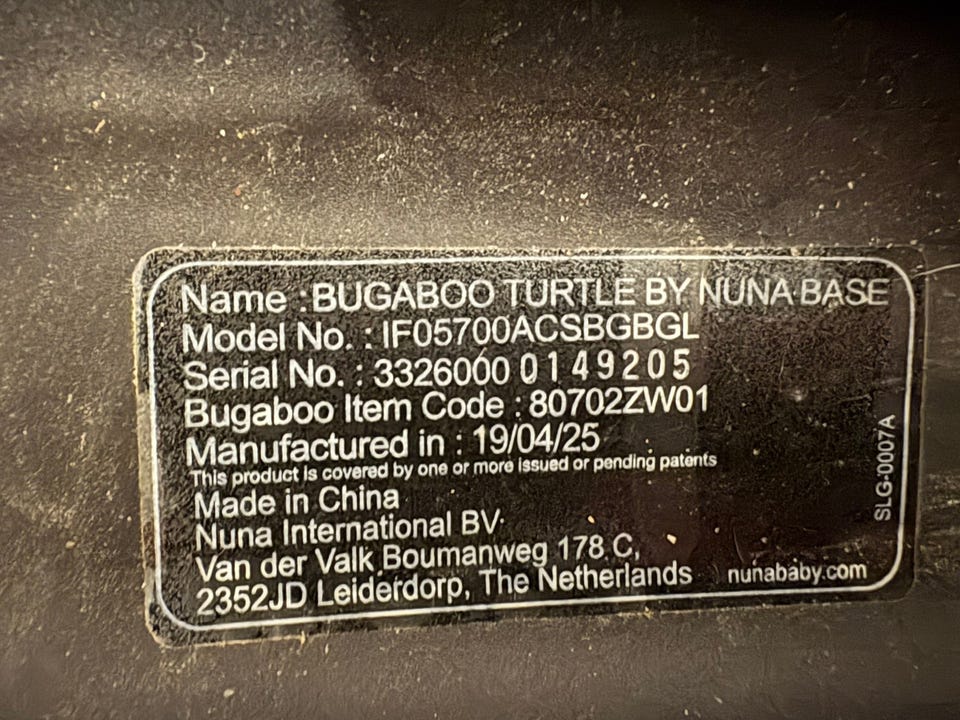 Name : BUGABOO TURTLE BY NUNA BASE
Model No. : IF05700ACSBGBGL
Serial No. : 3326000 0149205
Bugaboo Item Code : 80702ZW01
Manufactured in : 19/04/25
This product is covered by one or more issued or pending patents
Made in China
Nuna International BV
Van der Valk Boumanweg 178 C,
2352JD Leiderdorp, The Netherlands
nunababy.com
SLG-0007A